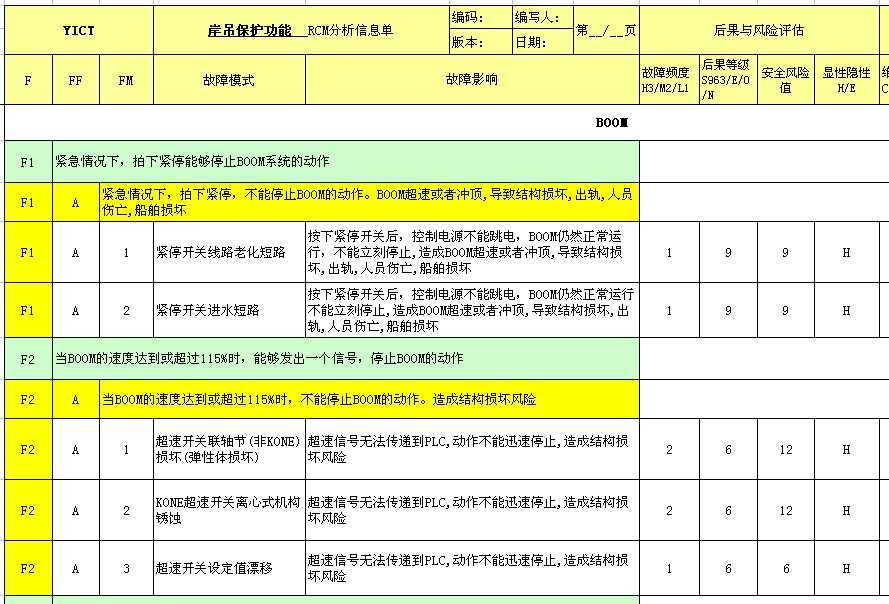 YICT
岸吊保护功能 RCM分析信息单
编码: 编写人:
第__/__页
版本: 日期:
后果与风险评估
F FF FM 故障模式 故障影响
故障频度
H3/M2/L1
后果等级
S963/E/O
/N
安全风险
值
显性隐性
H/E
BOOM
F1 紧急情况下，拍下紧停能够停止BOOM系统的动作
F1 A 紧急情况下，拍下紧停，不能停止BOOM的动作。BOOM超速或者冲顶,导致结构损坏,出轨,人员
伤亡,船舶损坏
F1 A 1 紧停开关线路老化短路
按下紧停开关后，控制电源不能跳电，BOOM仍然正常运
行，不能立刻停止,造成BOOM超速或者冲顶,导致结构损
坏,出轨,人员伤亡,船舶损坏
1 9 9 H
F1 A 2 紧停开关进水短路
按下紧停开关后，控制电源不能跳电，BOOM仍然正常运行
不能立刻停止,造成BOOM超速或者冲顶,导致结构损坏,出
轨,人员伤亡,船舶损坏
1 9 9 H
F2 当BOOM的速度达到或超过115%时，能够发出一个信号，停止BOOM的动作
F2 A 当BOOM的速度达到或超过115%时，不能停止BOOM的动作。造成结构损坏风险
F2 A 1 超速开关联轴节(非KONE)
损坏(弹性体损坏)
超速信号无法传递到PLC,动作不能迅速停止,造成结构损
坏风险
2 6 12 H
F2 A 2 KONE超速开关离心式机构
锈蚀
超速信号无法传递到PLC,动作不能迅速停止,造成结构损
坏风险
2 6 12 H
F2 A 3 超速开关设定值漂移
超速信号无法传递到PLC,动作不能迅速停止,造成结构损
坏风险
1 6 6 H